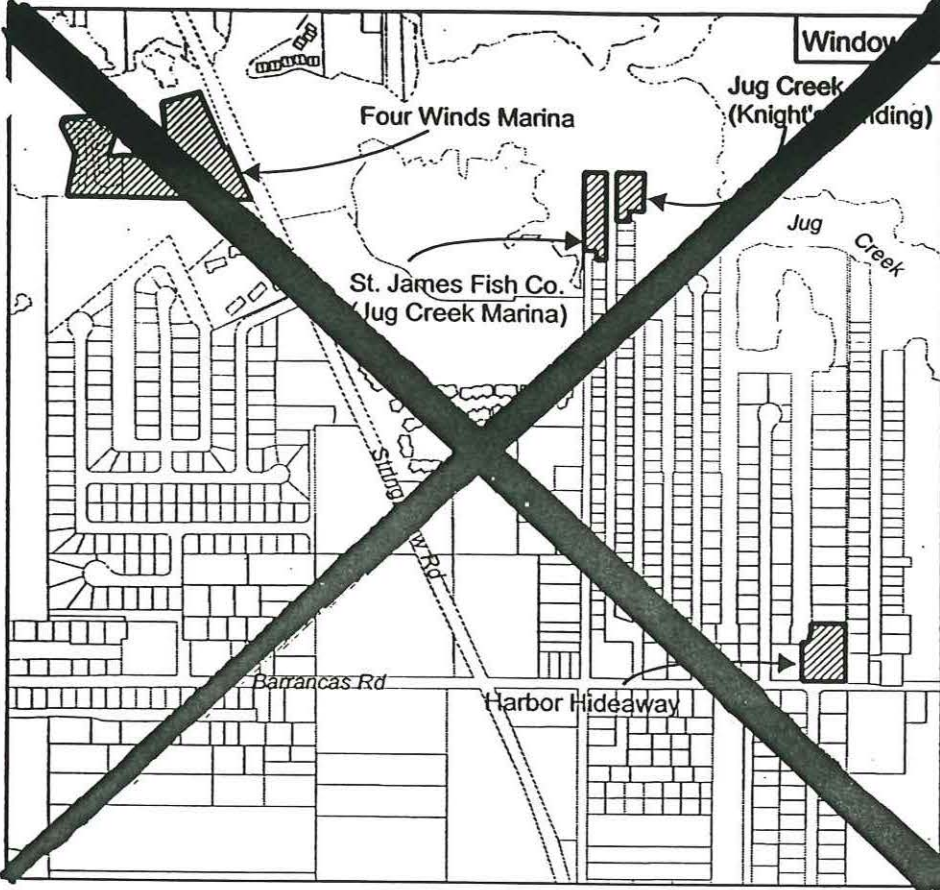 Window
Jug Creek
(Knight's nding)
Four Winds Marina
Jug
Creek
St. James Fish Co.
(Jug Creek Marina)
String
w Rd
Barrancas Rd
Harbor Hideaway